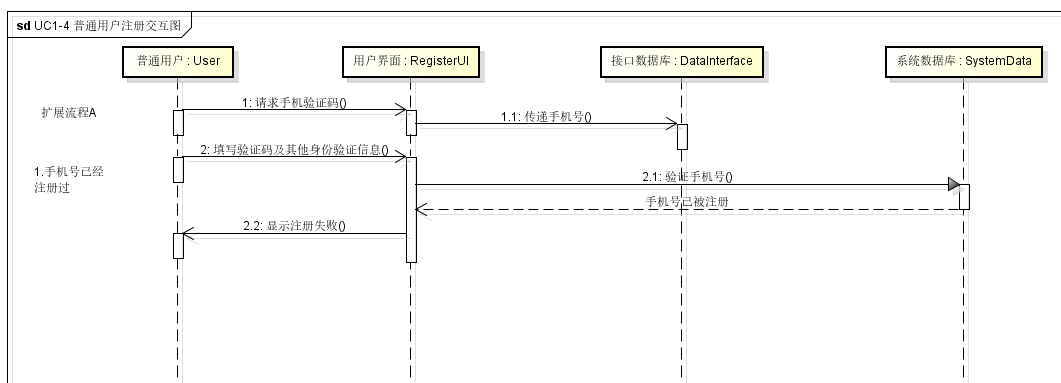 sd UC1-4 普通用户注册交互图
普通用户 : User
用户界面 : RegisterUI
接口数据库 : DataInterface
系统数据库 : SystemData
扩展流程A
1: 请求手机验证码()
1.1: 传递手机号()
2: 填写验证码及其他身份验证信息()
1.手机号已经
注册过
2.1: 验证手机号()
手机号已被注册
2.2: 显示注册失败()